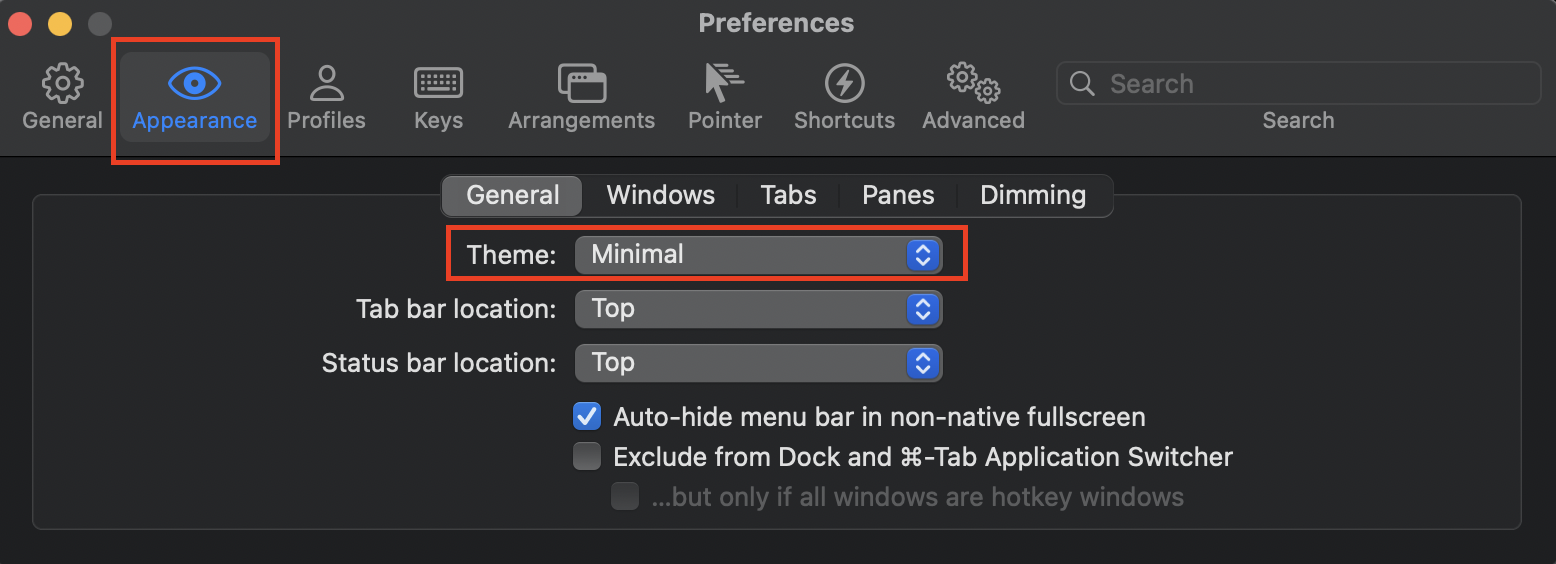 Preferences
General Appearance Profiles Keys Arrangements Pointer Shortcuts Advanced Search
Search
General Windows Tabs Panes Dimming
Theme: Minimal
Tab bar location: Top
Status bar location: Top
Auto-hide menu bar in non-native fullscreen
Exclude from Dock and ⌘-Tab Application Switcher
...but only if all windows are hotkey windows